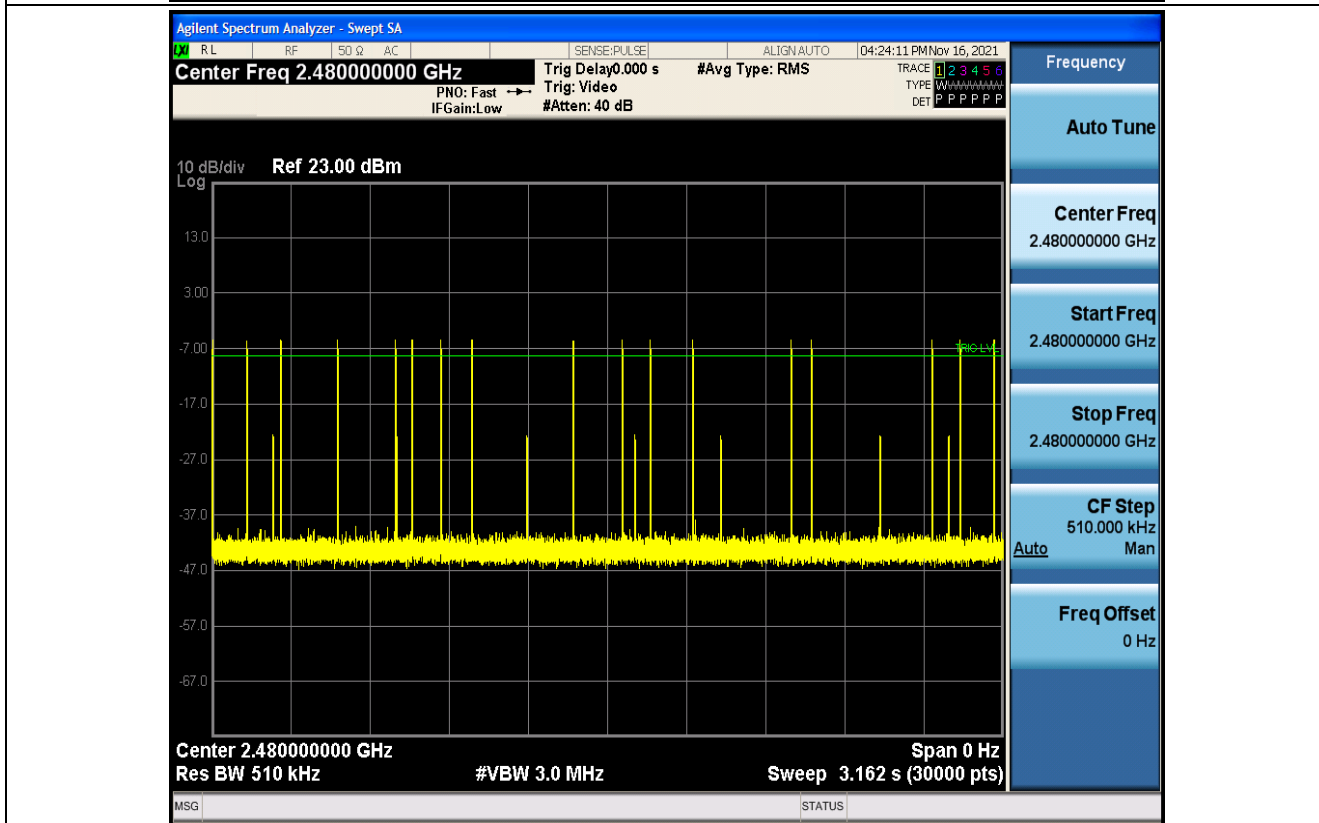 Agilent Spectrum Analyzer - Swept SA
LXI RL RF 50 Ω AC SENSE:PULSE ALIGN AUTO 04:24:11 PM Nov 16, 2021
Center Freq 2.480000000 GHz
PNO: Fast
IFGain:Low
Trig Delay0.000 s
Trig: Video
#Atten: 40 dB
#Avg Type: RMS
TRACE 1 2 3 4 5 6
TYPE WWWWWW
DET P P P P P P
10 dB/div Ref 23.00 dBm
Log
13.0
3.00
-7.00
TRIG LVL
-17.0
-27.0
-37.0
-47.0
-57.0
-67.0
Center 2.480000000 GHz Span 0 Hz
Res BW 510 kHz #VBW 3.0 MHz Sweep 3.162 s (30000 pts)
MSG STATUS
Frequency
Auto Tune
Center Freq
2.480000000 GHz
Start Freq
2.480000000 GHz
Stop Freq
2.480000000 GHz
CF Step
510.000 kHz
Auto Man
Freq Offset
0 Hz